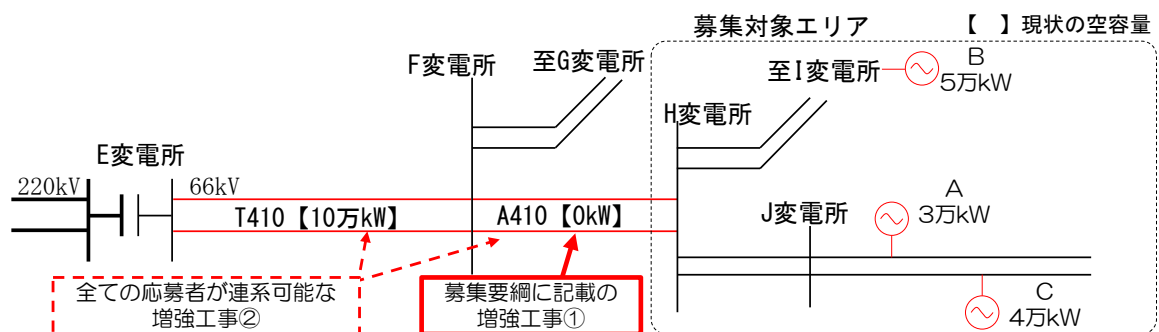 募集対象エリア
【 】現状の空容量
F変電所
至G変電所
至I変電所
B
5万kW
H変電所
E変電所
220kV
66kV
T410【10万kW】
A410【0kW】
J変電所
A
3万kW
全ての応募者が連系可能な
増強工事②
募集要綱に記載の
増強工事①
C
4万kW